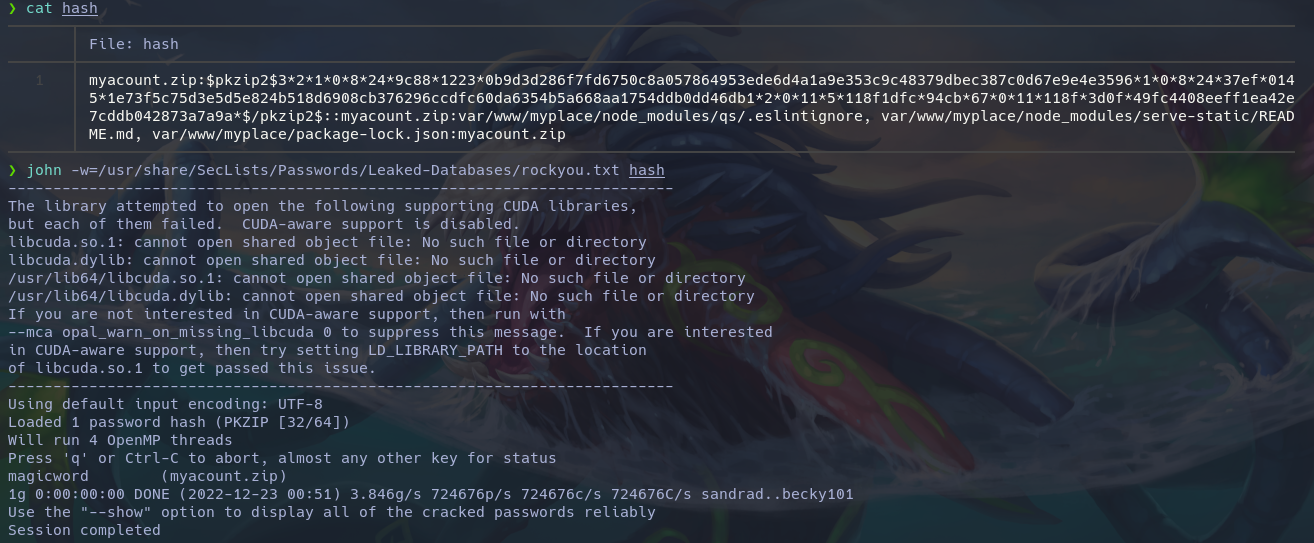 ❯ cat hash
File: hash
1 myacount.zip:$pkzip2$3*2*1*0*8*24*9c88*1223*0b9d3d286f7fd6750c8a057864953ede6d4a1a9e353c9c48379dbec387c0d67e9e4e3596*1*0*8*24*37ef*014
5*1e73f5c75d3e5d5e824b518d6908cb376296ccdfc60da6354b5a668aa1754ddb0dd46db1*2*0*11*5*118f1dfc*94cb*67*0*11*118f*3d0f*49fc4408eeff1ea42e
7cddb042873a7a9a*$/pkzip2$::myacount.zip:var/www/myplace/node_modules/qs/.eslintignore, var/www/myplace/node_modules/serve-static/READ
ME.md, var/www/myplace/package-lock.json:myacount.zip
❯ john -w=/usr/share/SecLists/Passwords/Leaked-Databases/rockyou.txt hash
--------------------------------------------------------------------------
The library attempted to open the following supporting CUDA libraries,
but each of them failed.  CUDA-aware support is disabled.
libcuda.so.1: cannot open shared object file: No such file or directory
libcuda.dylib: cannot open shared object file: No such file or directory
/usr/lib64/libcuda.so.1: cannot open shared object file: No such file or directory
/usr/lib64/libcuda.dylib: cannot open shared object file: No such file or directory
If you are not interested in CUDA-aware support, then run with
--mca opal_warn_on_missing_libcuda 0 to suppress this message.  If you are interested
in CUDA-aware support, then try setting LD_LIBRARY_PATH to the location
of libcuda.so.1 to get passed this issue.
--------------------------------------------------------------------------
Using default input encoding: UTF-8
Loaded 1 password hash (PKZIP [32/64])
Will run 4 OpenMP threads
Press 'q' or Ctrl-C to abort, almost any other key for status
magicword        (myacount.zip)
1g 0:00:00:00 DONE (2022-12-23 00:51) 3.846g/s 724676p/s 724676c/s 724676C/s sandrad..becky101
Use the "--show" option to display all of the cracked passwords reliably
Session completed